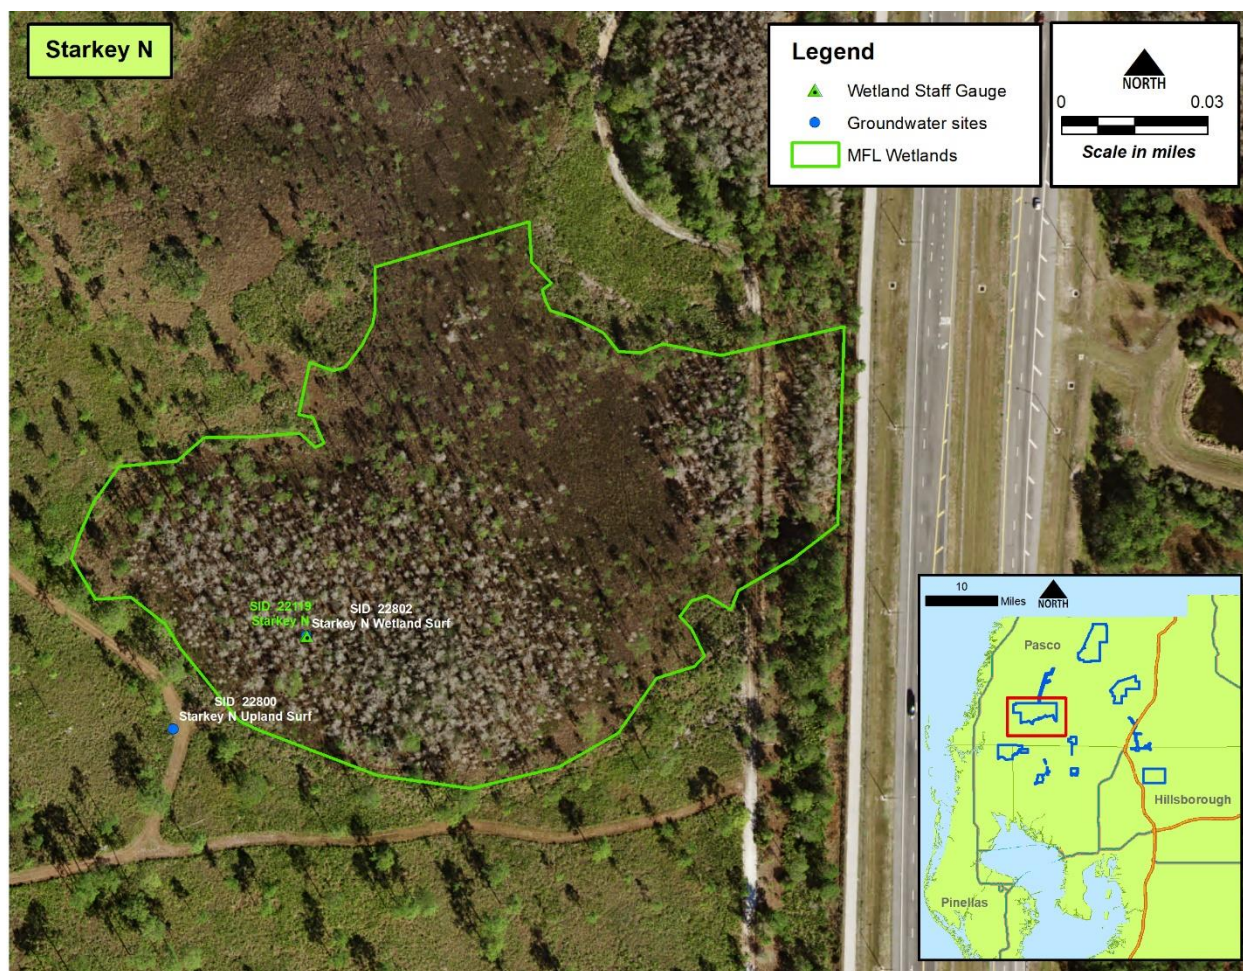 Starkey N
Legend
Wetland Staff Gauge
Groundwater sites
MFL Wetlands
NORTH
0 0.03
Scale in miles
SID 22119
Starkey N
SID 22802
Starkey N Wetland Surf
SID 22800
Starkey N Upland Surf
10
Miles
NORTH
Pasco
Hillsborough
Pinellas